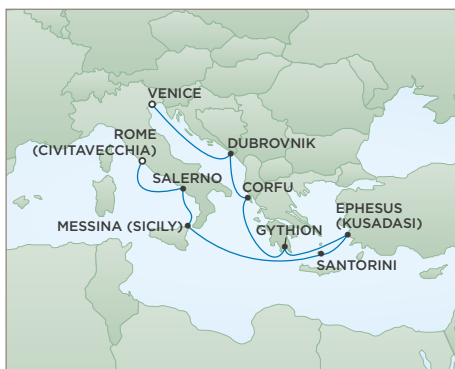 VENICE
ROME
(CIVITAVECCHIA)
DUBROVNIK
SALERNO
CORFU
EPHESUS
(KUSADASI)
MESSINA (SICILY)
GYTHION
SANTORINI